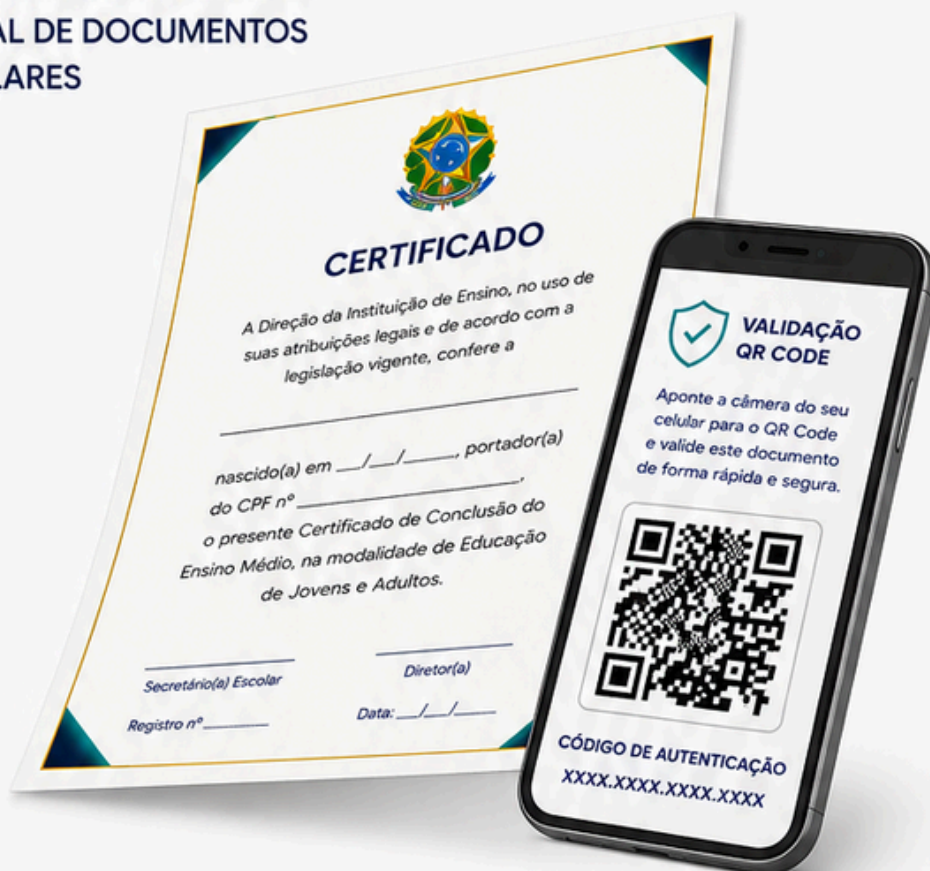 AL DE DOCUMENTOS
LARES
CERTIFICADO
A Direção da Instituição de Ensino, no uso de
suas atribuições legais e de acordo com a
legislação vigente, confere a
nascido(a) em __/__/____, portador(a)
do CPF nº ____________________,
o presente Certificado de Conclusão do
Ensino Médio, na modalidade de Educação
de Jovens e Adultos.
Secretário(a) Escolar
Diretor(a)
Registro nº________
Data: __/__/____
VALIDAÇÃO
QR CODE
Aponte a câmera do seu
celular para o QR Code
e valide este documento
de forma rápida e segura.
CÓDIGO DE AUTENTICAÇÃO
XXXX.XXXX.XXXX.XXXX